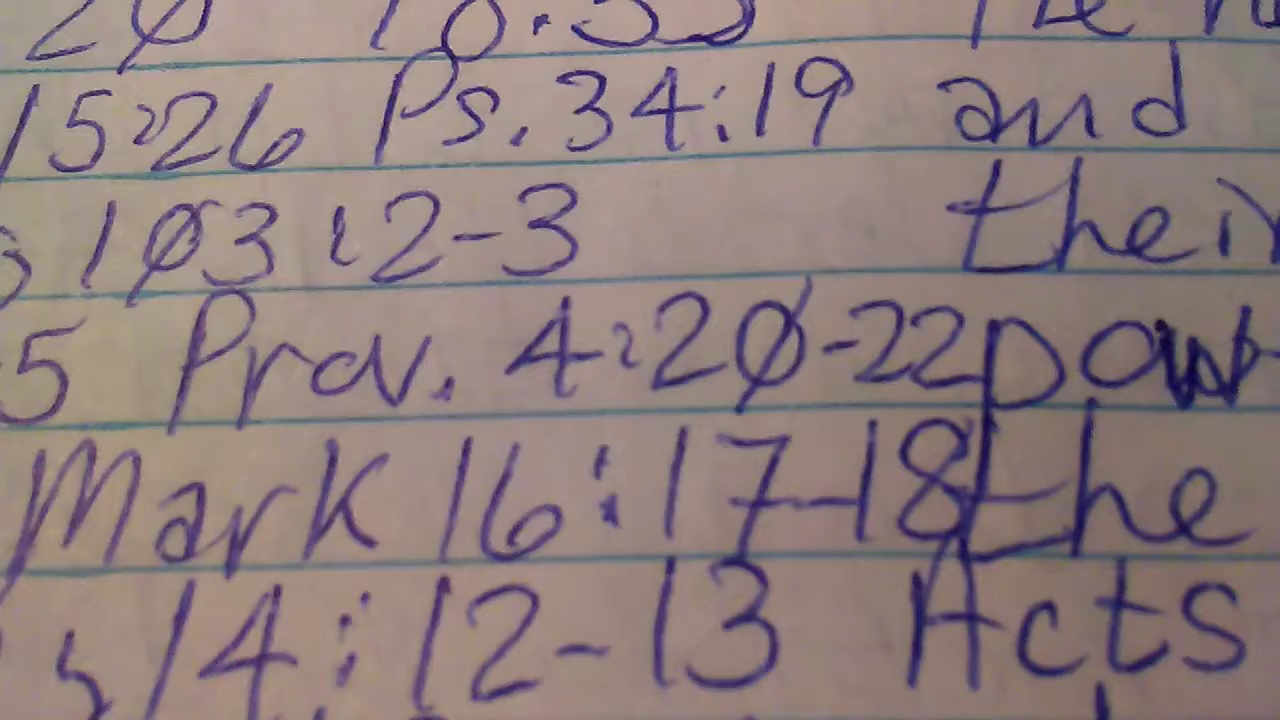 15:26 Ps. 34:19 and
103:2-3 their
5 Prov. 4:20-22
Mark 16:17-18 the
14:12-13 Acts